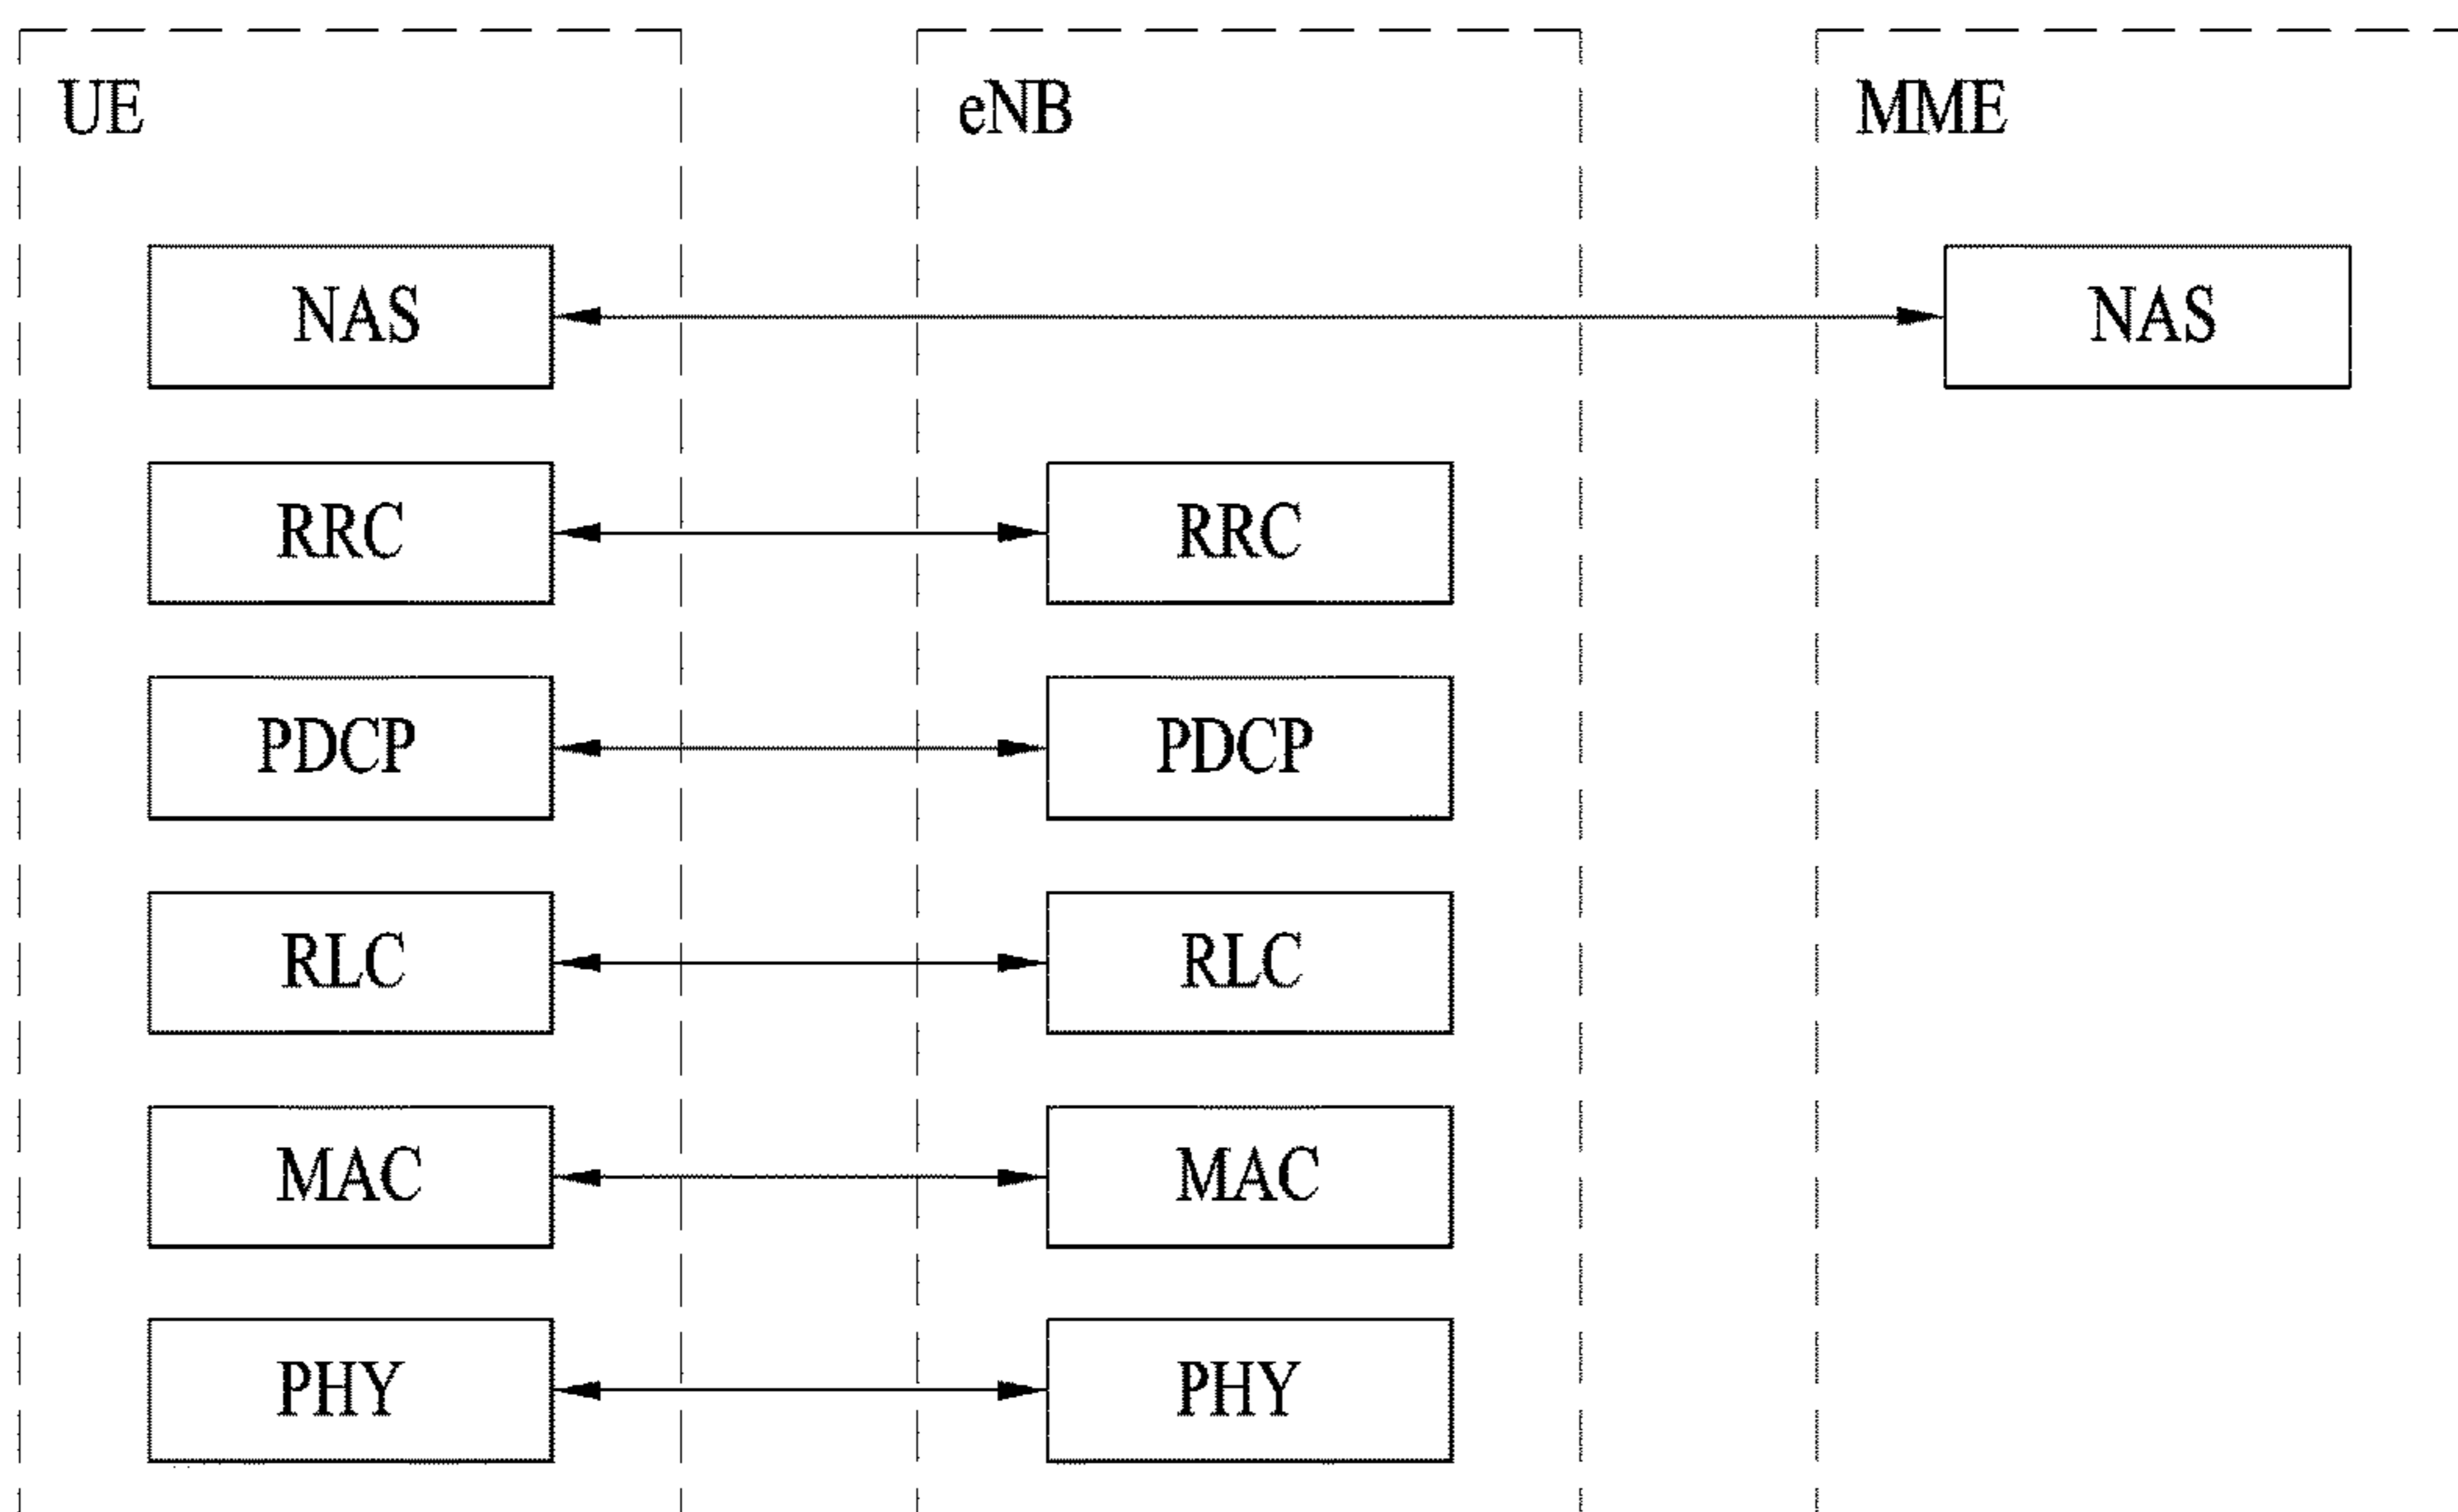 UE eNB MME
NAS NAS
RRC RRC
PDCP PDCP
RLC RLC
MAC MAC
PHY PHY